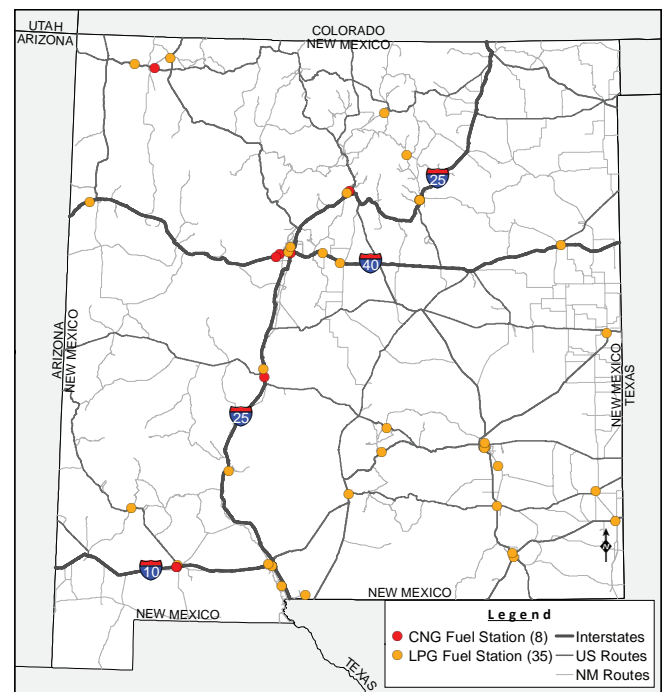 UTAH
ARIZONA
COLORADO
NEW MEXICO
25
40
ARIZONA
NEW MEXICO
NEW MEXICO
TEXAS
25
10
N
NEW MEXICO
NEW MEXICO
TEXAS
Legend
CNG Fuel Station (8)
Interstates
LPG Fuel Station (35)
US Routes
NM Routes